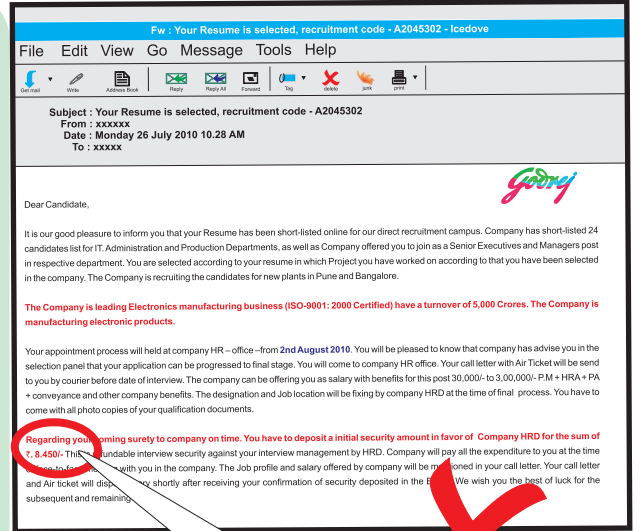 Fw : Your Resume is selected, recruitment code - A2045302 - Icedove
File Edit View Go Message Tools Help
Get mail Write Address Book Reply Reply All Forward Tag delete junk print
Subject : Your Resume is selected, recruitment code - A2045302
From : xxxxxx
Date : Monday 26 July 2010 10.28 AM
To : xxxxx
Godrej
Dear Candidate,
It is our good pleasure to inform you that your Resume has been short-listed online for our direct recruitment campus. Company has short-listed 24
candidates list for IT. Administration and Production Departments, as well as Company offered you to join as a Senior Executives and Managers post
in respective department. You are selected according to your resume in which Project you have worked on according to that you have been selected
in the company. The Company is recruiting the candidates for new plants in Pune and Bangalore.
The Company is leading Electronics manufacturing business (ISO-9001: 2000 Certified) have a turnover of 5,000 Crores. The Company is
manufacturing electronic products.
Your appointment process will held at company HR – office –from 2nd August 2010. You will be pleased to know that company has advise you in the
selection panel that your application can be progressed to final stage. You will come to company HR office. Your call letter with Air Ticket will be send
to you by courier before date of interview. The company can be offering you as salary with benefits for this post 30,000/- to 3,00,000/- P.M + HRA + PA
+ conveyance and other company benefits. The designation and Job location will be fixing by company HRD at the time of final process. You have to
come with all photo copies of your qualification documents.
Regarding your coming surety to company on time. You have to deposit a initial security amount in favor of Company HRD for the sum of
₹. 8.450/- This refundable interview security against your interview management by HRD. Company will pay all the expenditure to you at the time
with you in the company. The Job profile and salary offered by company will be mentioned in your call letter. Your call letter
and Air ticket will shortly after receiving your confirmation of security deposited in the We wish you the best of luck for the
subsequent and remaining